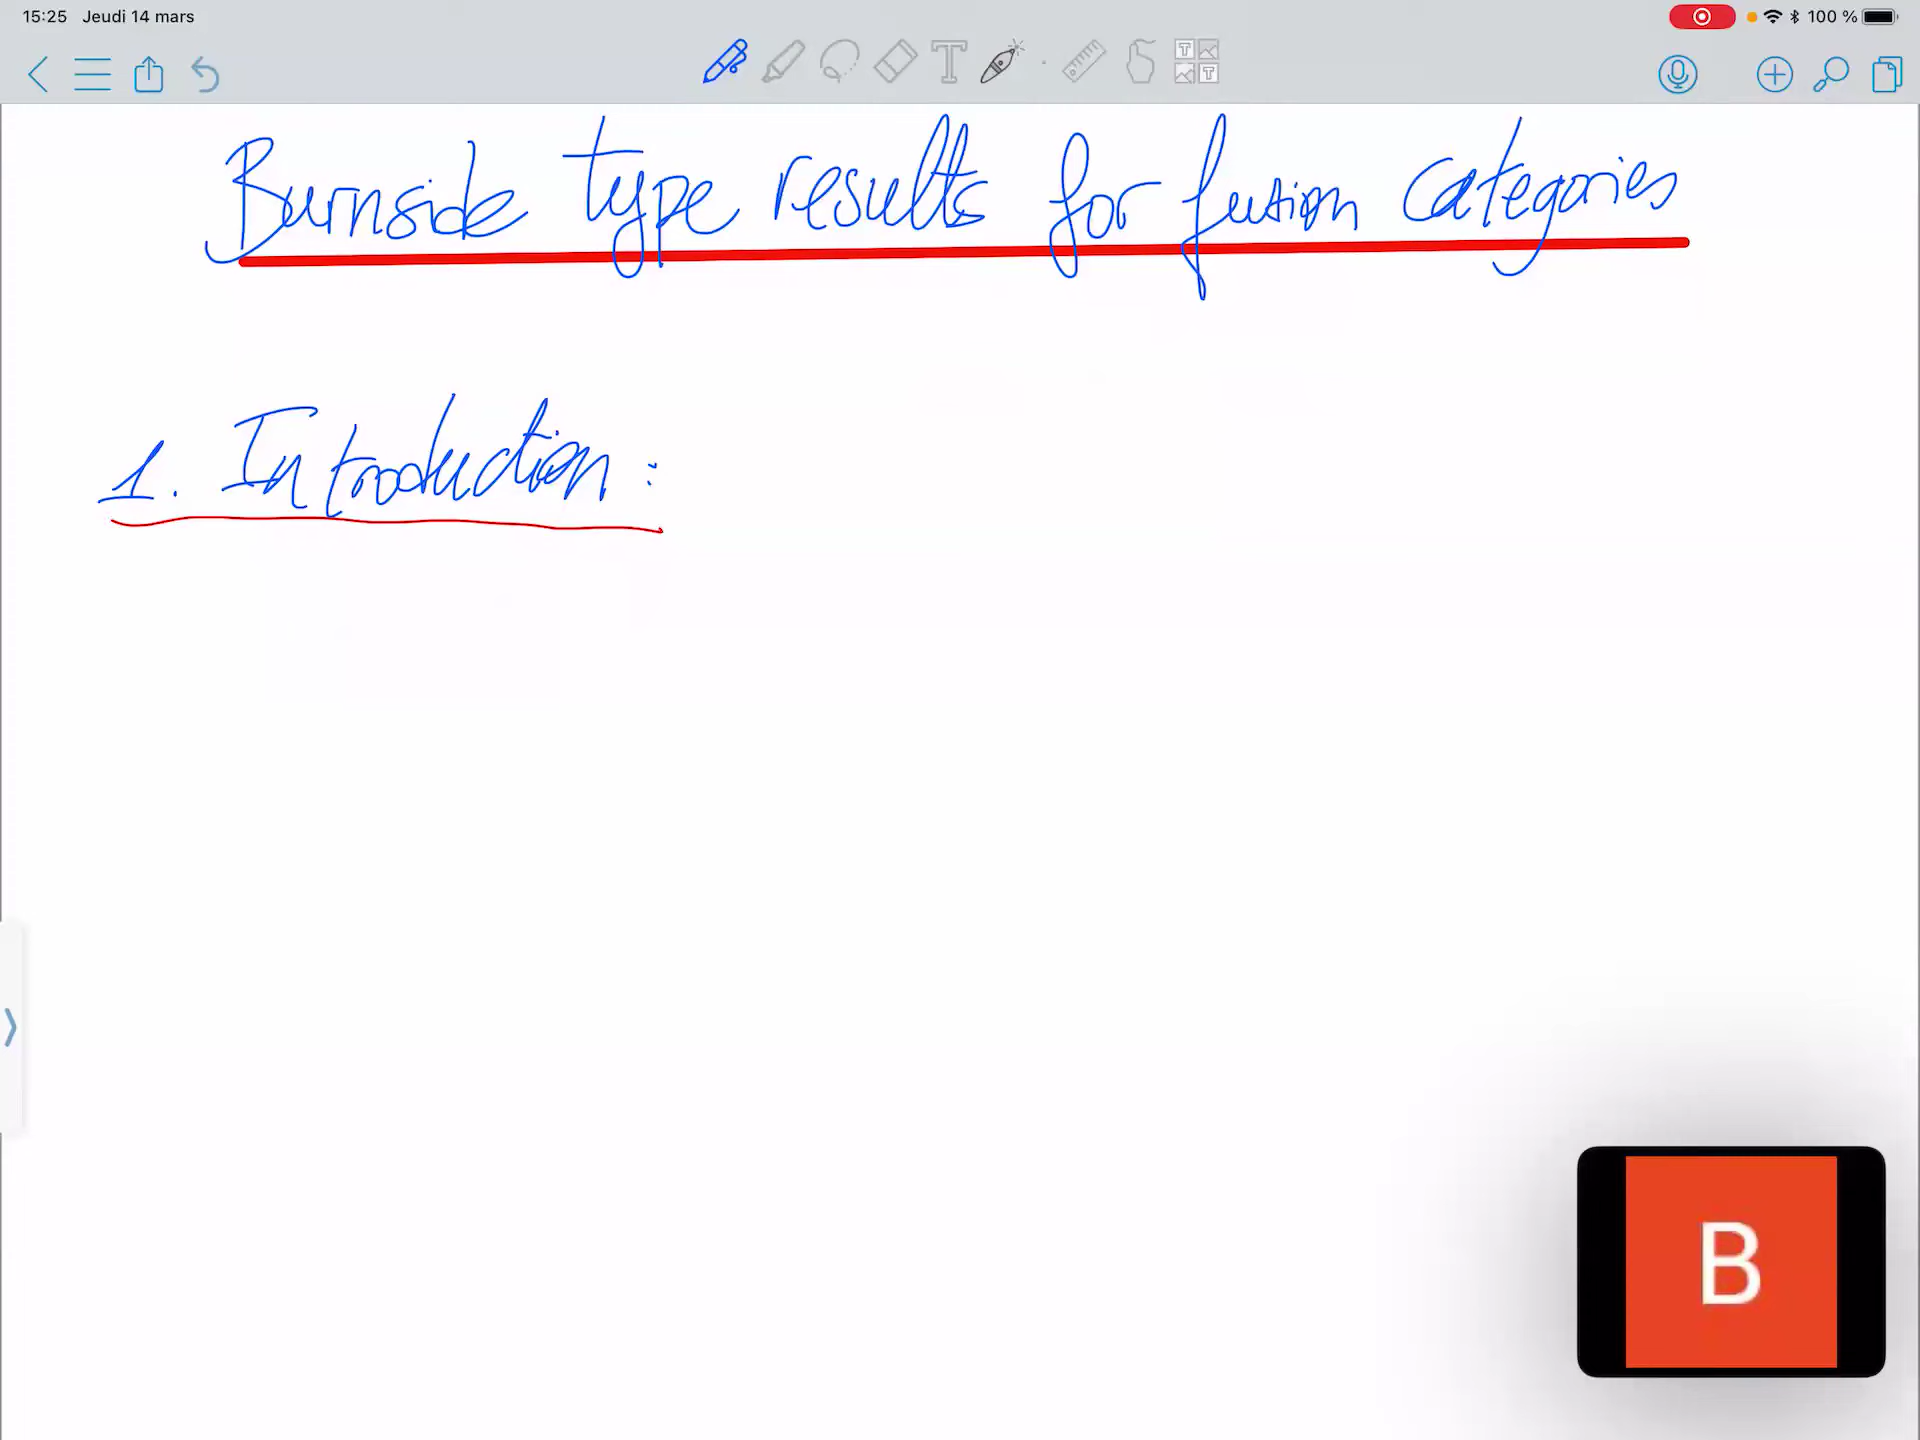 15:25 Jeudi 14 mars 100 %
Burnside type results for fusion categories
1. Introduction:
B